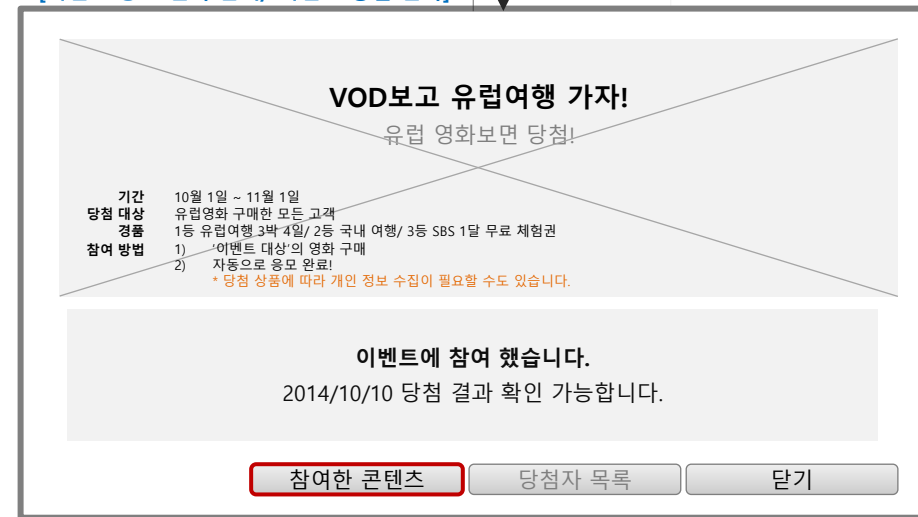 VOD보고 유럽여행 가자!
유럽 영화보면 당첨!
기간 10월 1일 ~ 11월 1일
당첨 대상 유럽영화 구매한 모든 고객
경품 1등 유럽여행 3박 4일/ 2등 국내 여행/ 3등 SBS 1달 무료 체험권
참여 방법 1) '이벤트 대상'의 영화 구매
2) 자동으로 응모 완료!
* 당첨 상품에 따라 개인 정보 수집이 필요할 수도 있습니다.
이벤트에 참여 했습니다.
2014/10/10 당첨 결과 확인 가능합니다.
참여한 콘텐츠 당첨자 목록 닫기